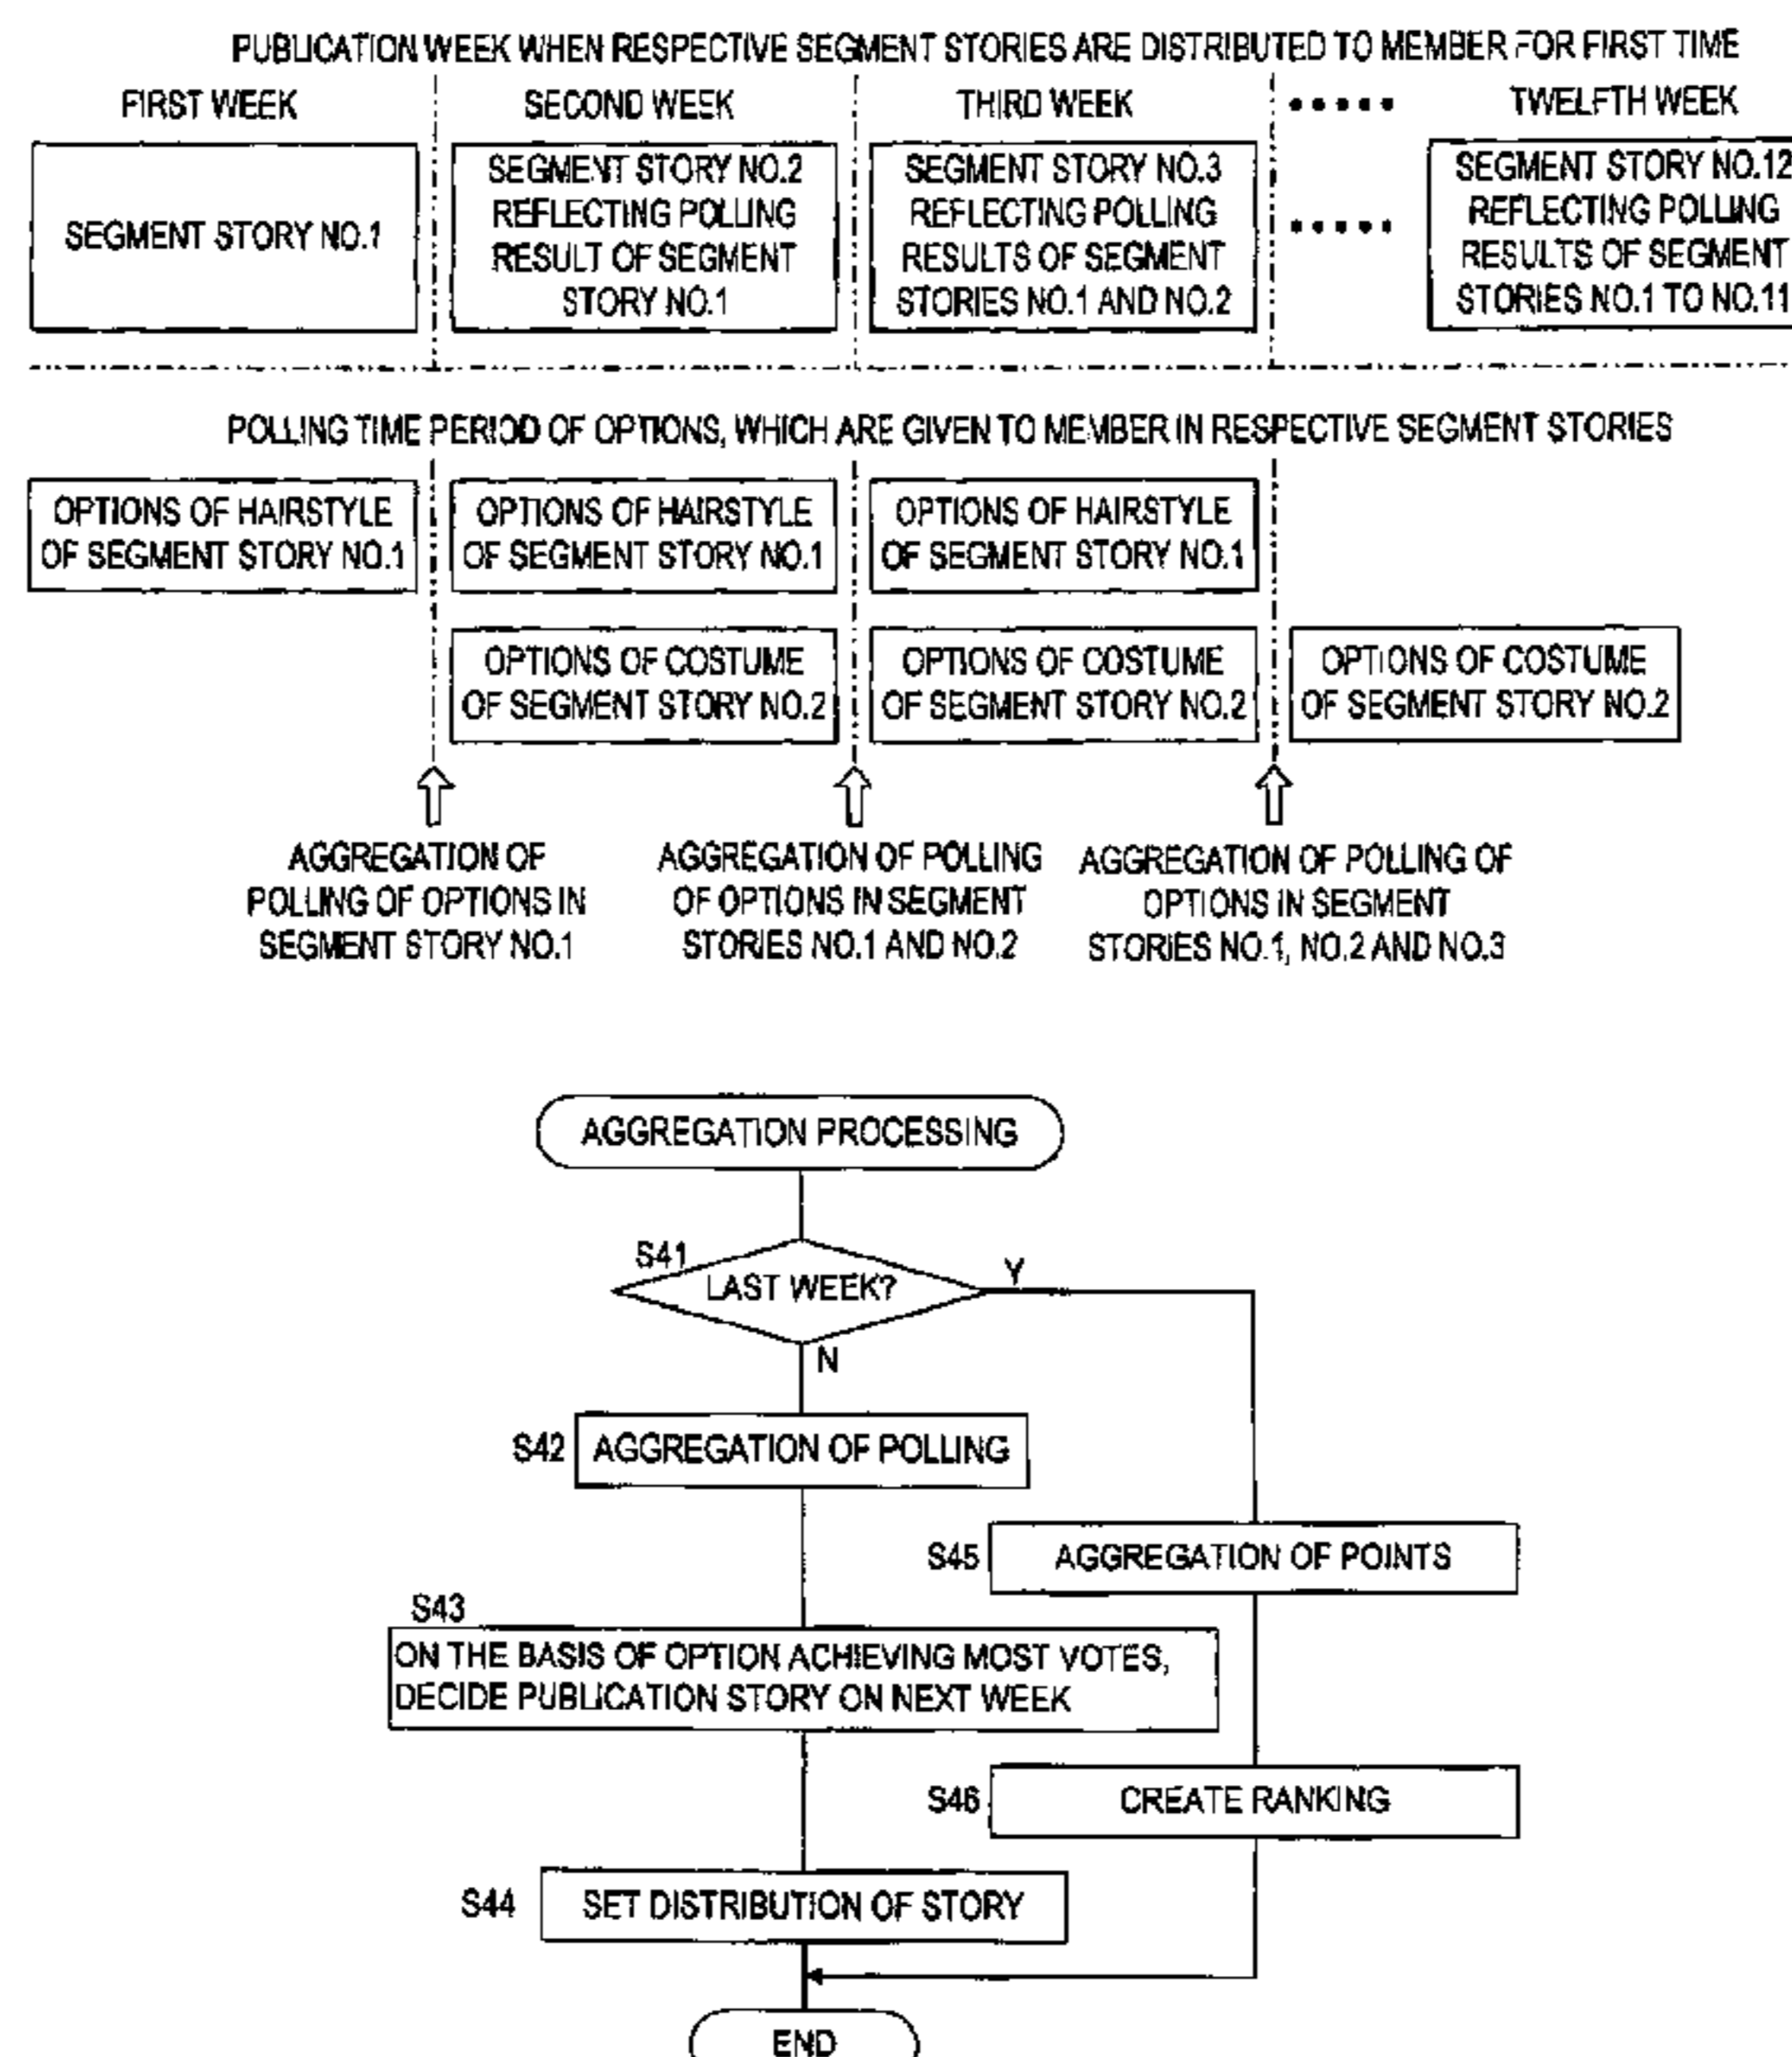 PUBLICATION WEEK WHEN RESPECTIVE SEGMENT STORIES ARE DISTRIBUTED TO MEMBER FOR FIRST TIME
FIRST WEEK
SECOND WEEK
THIRD WEEK
TWELFTH WEEK
SEGMENT STORY NO.1
SEGMENT STORY NO.2
REFLECTING POLLING
RESULT OF SEGMENT
STORY NO.1
SEGMENT STORY NO.3
REFLECTING POLLING
RESULTS OF SEGMENT
STORIES NO.1 AND NO.2
SEGMENT STORY NO.12
REFLECTING POLLING
RESULTS OF SEGMENT
STORIES NO.1 TO NO.11
POLLING TIME PERIOD OF OPTIONS, WHICH ARE GIVEN TO MEMBER IN RESPECTIVE SEGMENT STORIES
OPTIONS OF HAIRSTYLE
OF SEGMENT STORY NO.1
OPTIONS OF HAIRSTYLE
OF SEGMENT STORY NO.1
OPTIONS OF HAIRSTYLE
OF SEGMENT STORY NO.1
OPTIONS OF COSTUME
OF SEGMENT STORY NO.2
OPTIONS OF COSTUME
OF SEGMENT STORY NO.2
OPTIONS OF COSTUME
OF SEGMENT STORY NO.2
AGGREGATION OF
POLLING OF OPTIONS IN
SEGMENT STORY NO.1
AGGREGATION OF POLLING
OF OPTIONS IN SEGMENT
STORIES NO.1 AND NO.2
AGGREGATION OF POLLING OF
OPTIONS IN SEGMENT
STORIES NO.1, NO.2 AND NO.3
AGGREGATION PROCESSING
S41
LAST WEEK?
Y
N
S42
AGGREGATION OF POLLING
S45
AGGREGATION OF POINTS
S43
ON THE BASIS OF OPTION ACHIEVING MOST VOTES,
DECIDE PUBLICATION STORY ON NEXT WEEK
S46
CREATE RANKING
S44
SET DISTRIBUTION OF STORY
END